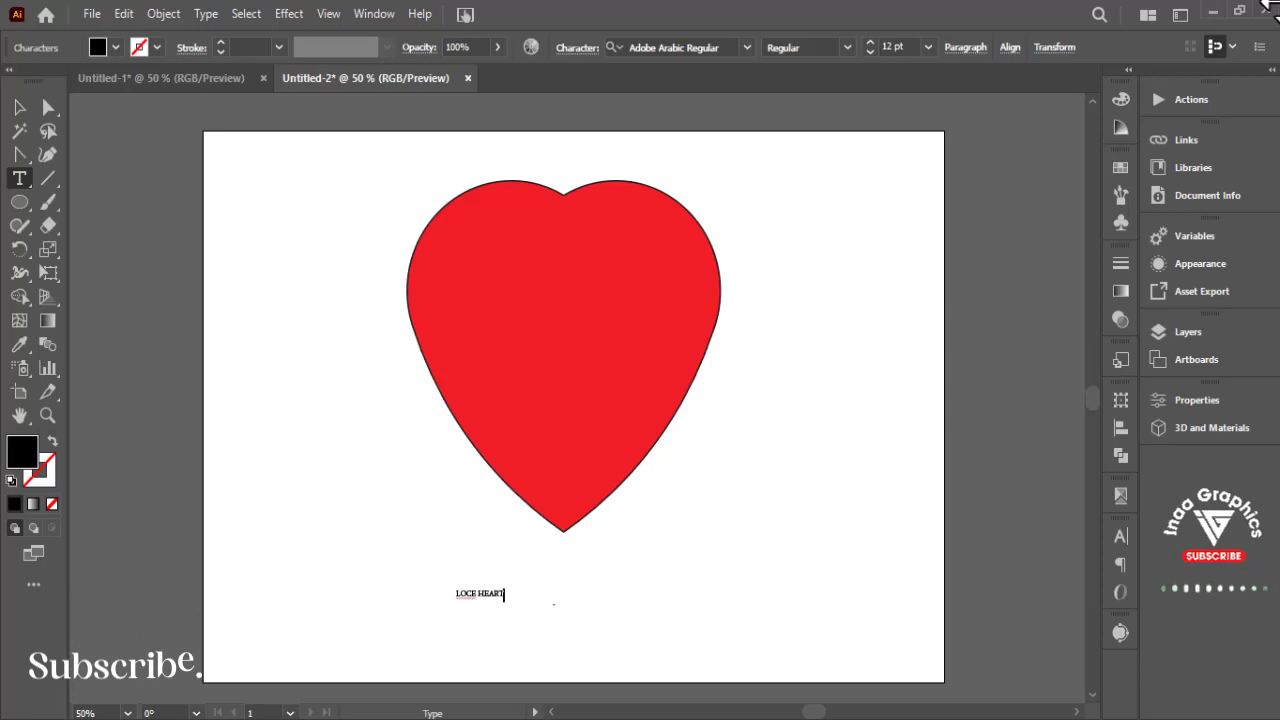 File Edit Object Type Select Effect View Window Help
Characters Stroke: Opacity: 100% Character: Adobe Arabic Regular Regular 12 pt Paragraph Align Transform
Untitled-1* @ 50 % (RGB/Preview) Untitled-2* @ 50 % (RGB/Preview)
Actions
Links
Libraries
Document Info
Variables
Appearance
Asset Export
Layers
Artboards
Properties
3D and Materials
Inaa Graphics
SUBSCRIBE
LOCE HEART
Subscribe.
50% 0° 1 Type